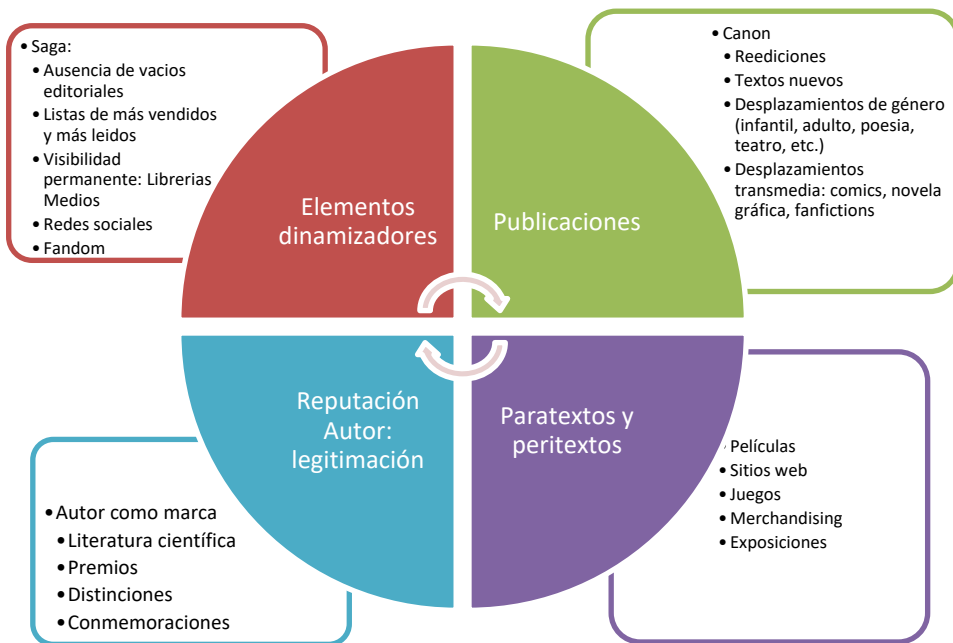 • Saga:
• Ausencia de vacios
editoriales
• Listas de más vendidos
y más leidos
• Visibilidad
permanente: Librerias
Medios
• Redes sociales
• Fandom
• Canon
• Reediciones
• Textos nuevos
• Desplazamientos de género
(infantil, adulto, poesia,
teatro, etc.)
• Desplazamientos
transmedia: comics, novela
gráfica, fanfictions
Elementos
dinamizadores
Publicaciones
Reputación
Autor:
legitimación
Paratextos y
peritextos
• Autor como marca
• Literatura científica
• Premios
• Distinciones
• Conmemoraciones
• Películas
• Sitios web
• Juegos
• Merchandising
• Exposiciones